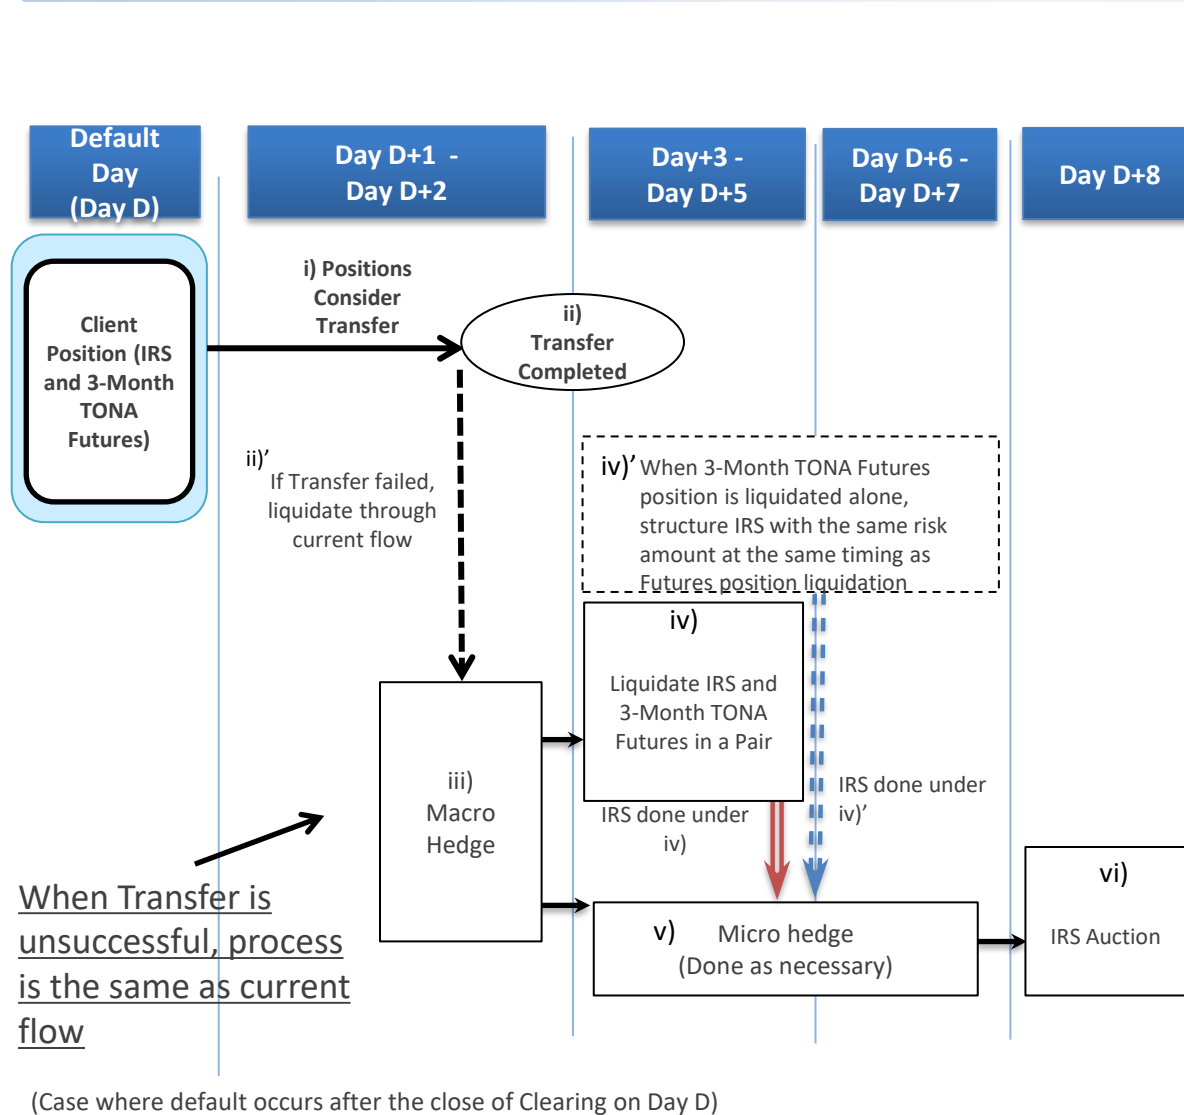 Default
Day
(Day D)
Day D+1 -
Day D+2
Day+3 -
Day D+5
Day D+6 -
Day D+7
Day D+8
Client
Position (IRS
and 3-Month
TONA
Futures)
i) Positions
Consider
Transfer
ii)
Transfer
Completed
ii)’
If Transfer failed,
liquidate through
current flow
iv)’ When 3-Month TONA Futures
position is liquidated alone,
structure IRS with the same risk
amount at the same timing as
Futures position liquidation
iv)
Liquidate IRS and
3-Month TONA
Futures in a Pair
iii)
Macro
Hedge
IRS done under
iv)
IRS done under
iv)’
When Transfer is
unsuccessful, process
is the same as current
flow
v) Micro hedge
(Done as necessary)
vi)
IRS Auction
(Case where default occurs after the close of Clearing on Day D)